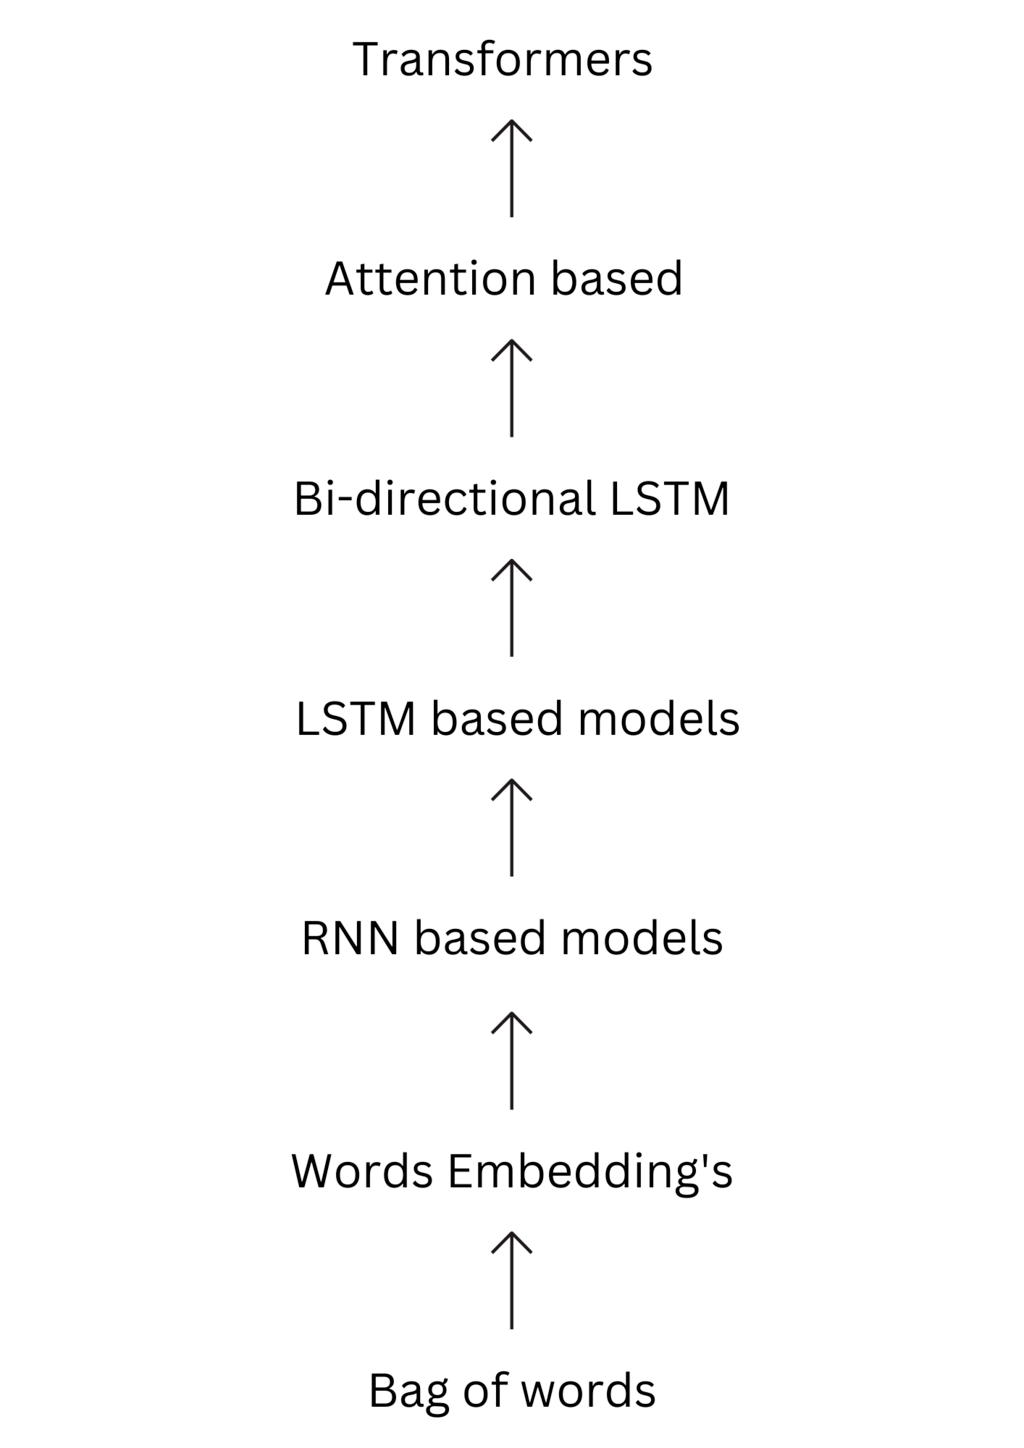 Transformers
Attention based
Bi-directional LSTM
LSTM based models
RNN based models
Words Embedding's
Bag of words